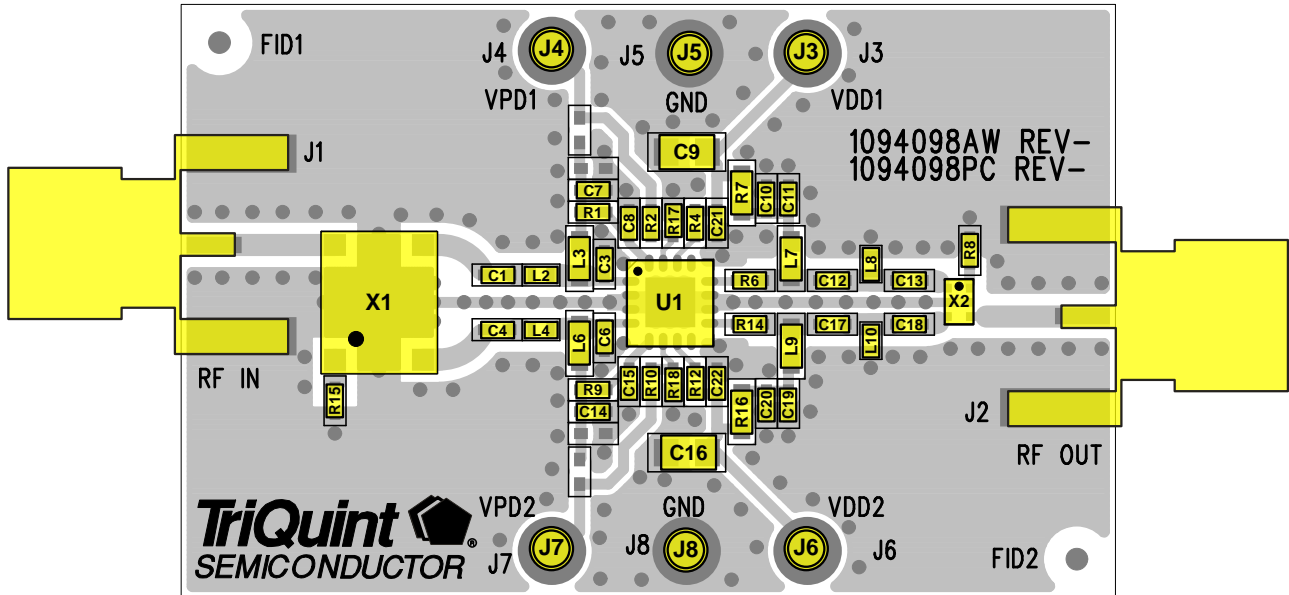 FID1
J4
J4
J5
J5
J3
J3
VPD1
GND
VDD1
1094098AW REV-
1094098PC REV-
J1
C9
C7
R1
C8
R2
R17
R4
C21
R7
C10
C11
L3
C3
L7
L8
R8
C1
L2
R6
C12
C13
X1
U1
X2
C4
L4
L6
C6
R14
C17
C18
L9
L10
RF IN
R15
R9
C14
C15
R10
R18
R12
C22
R16
C20
C19
J2
RF OUT
C16
TriQuint
SEMICONDUCTOR
®
VPD2
GND
VDD2
J7
J7
J8
J8
J6
J6
FID2